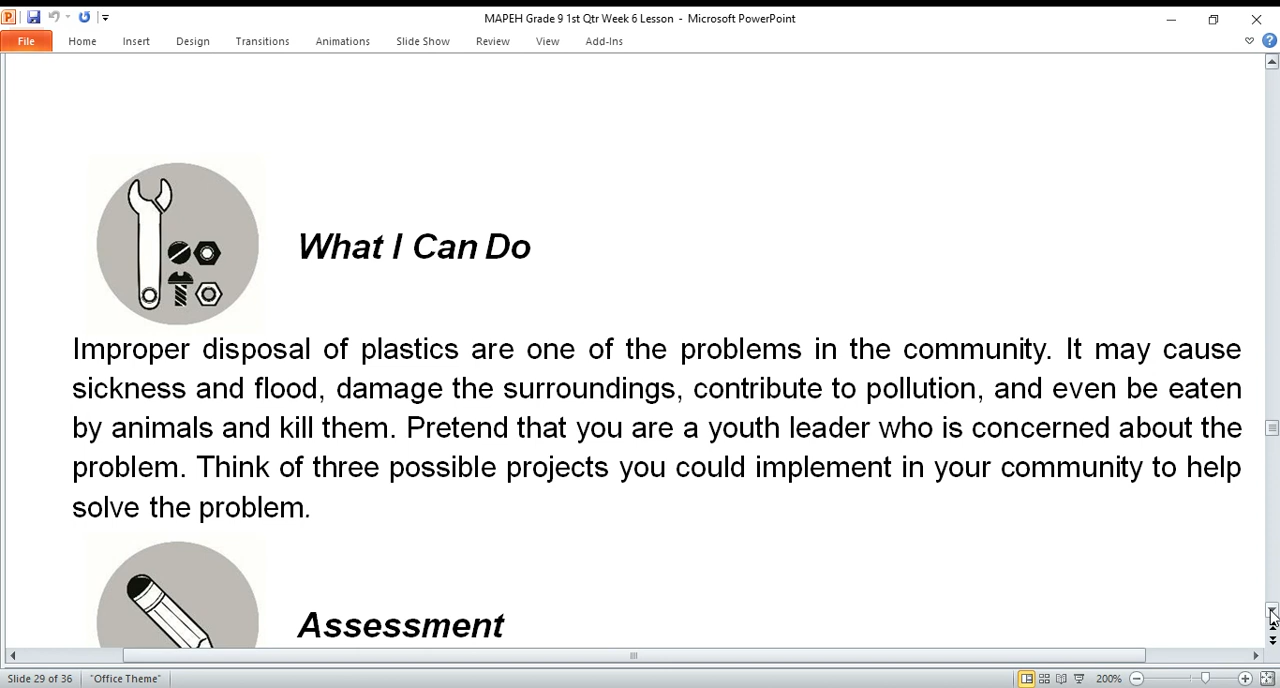 MAPEH Grade 9 1st Qtr Week 6 Lesson - Microsoft PowerPoint
File Home Insert Design Transitions Animations Slide Show Review View Add-Ins
What I Can Do
Improper disposal of plastics are one of the problems in the community. It may cause
sickness and flood, damage the surroundings, contribute to pollution, and even be eaten
by animals and kill them. Pretend that you are a youth leader who is concerned about the
problem. Think of three possible projects you could implement in your community to help
solve the problem.
Assessment
Slide 29 of 36 "Office Theme" 200%